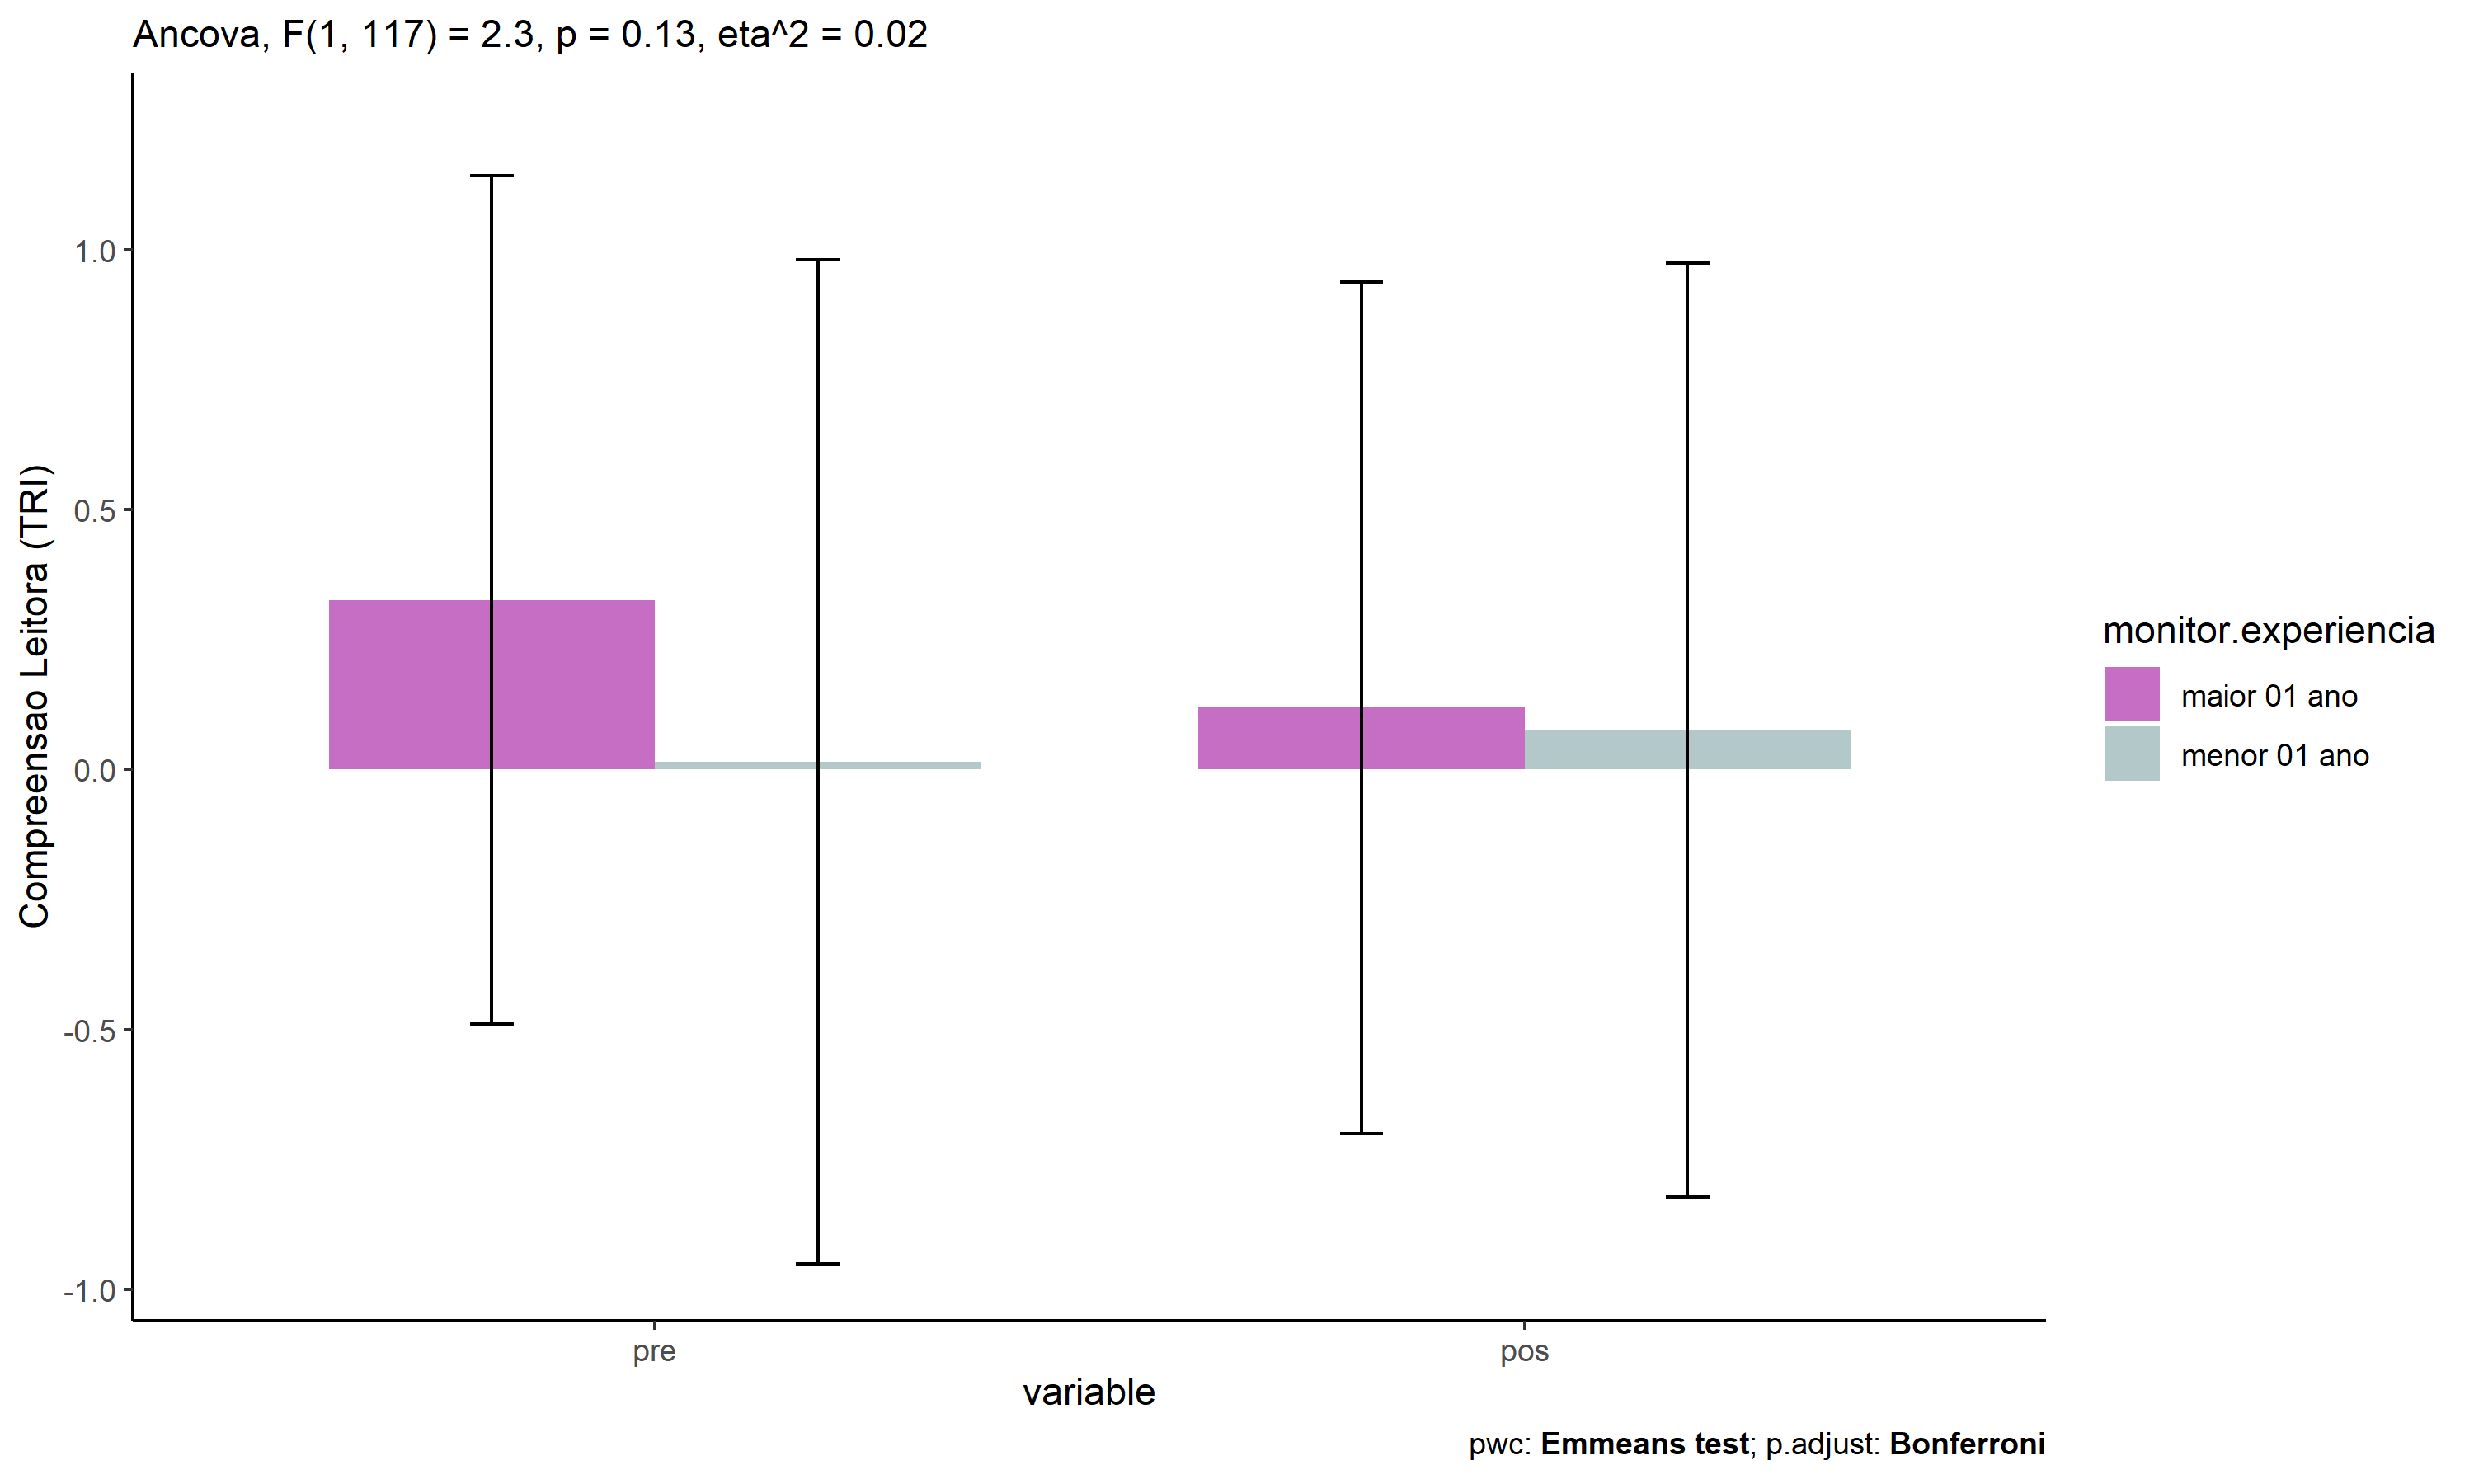 Ancova, F(1, 117) = 2.3, p = 0.13, eta^2 = 0.02
Compreensao Leitora (TRI)
1.0
0.5
0.0
-0.5
-1.0
pre
pos
variable
monitor.experiencia
maior 01 ano
menor 01 ano
pwc: Emmeans test; p.adjust: Bonferroni